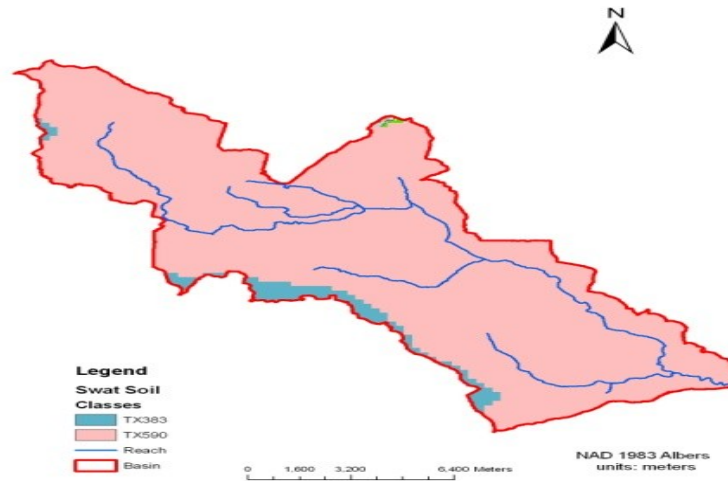 N
Legend
Swat Soil
Classes
TX383
TX590
Reach
Basin
0 1,600 3,200 6,400 Meters
NAD 1983 Albers
units: meters